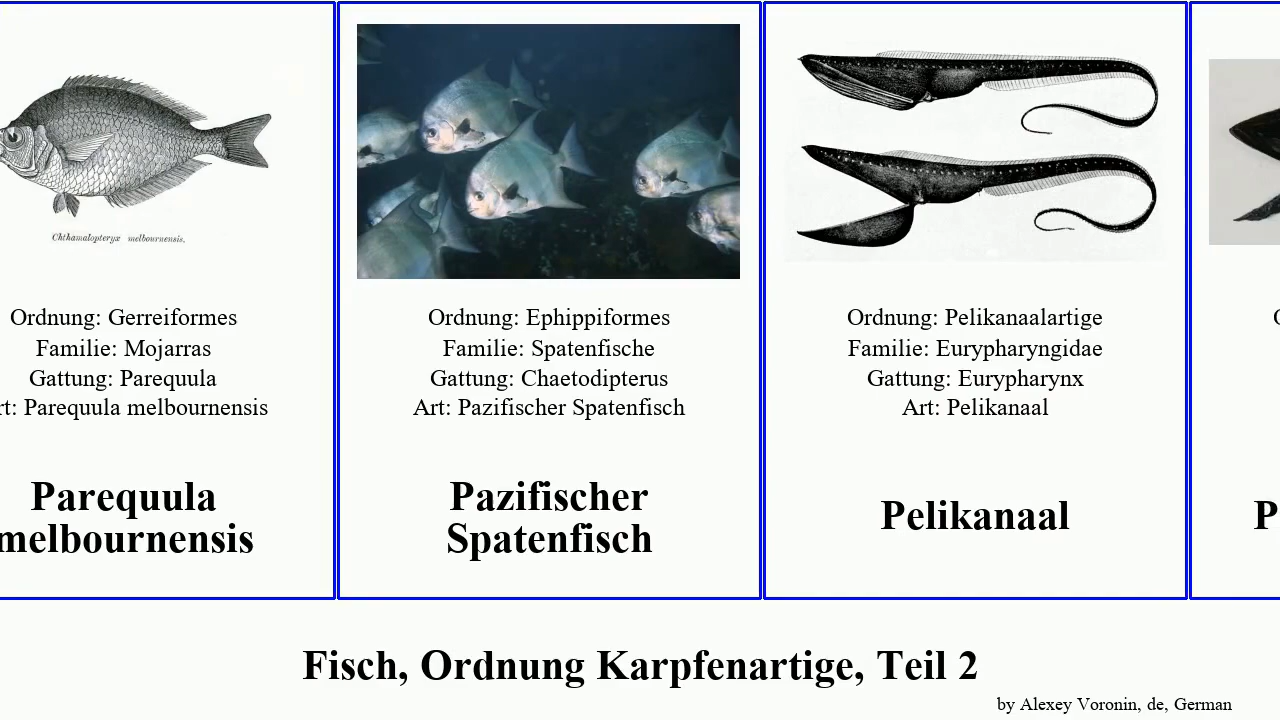 Chthamalopteryx melbournensis.
Ordnung: Gerreiformes
Familie: Mojarras
Gattung: Parequula
rt: Parequula melbournensis
Parequula
melbournensis
Ordnung: Ephippiformes
Familie: Spatenfische
Gattung: Chaetodipterus
Art: Pazifischer Spatenfisch
Pazifischer
Spatenfisch
Ordnung: Pelikanaalartige
Familie: Eurypharyngidae
Gattung: Eurypharynx
Art: Pelikanaal
Pelikanaal
P
Fisch, Ordnung Karpfenartige, Teil 2
by Alexey Voronin, de, German